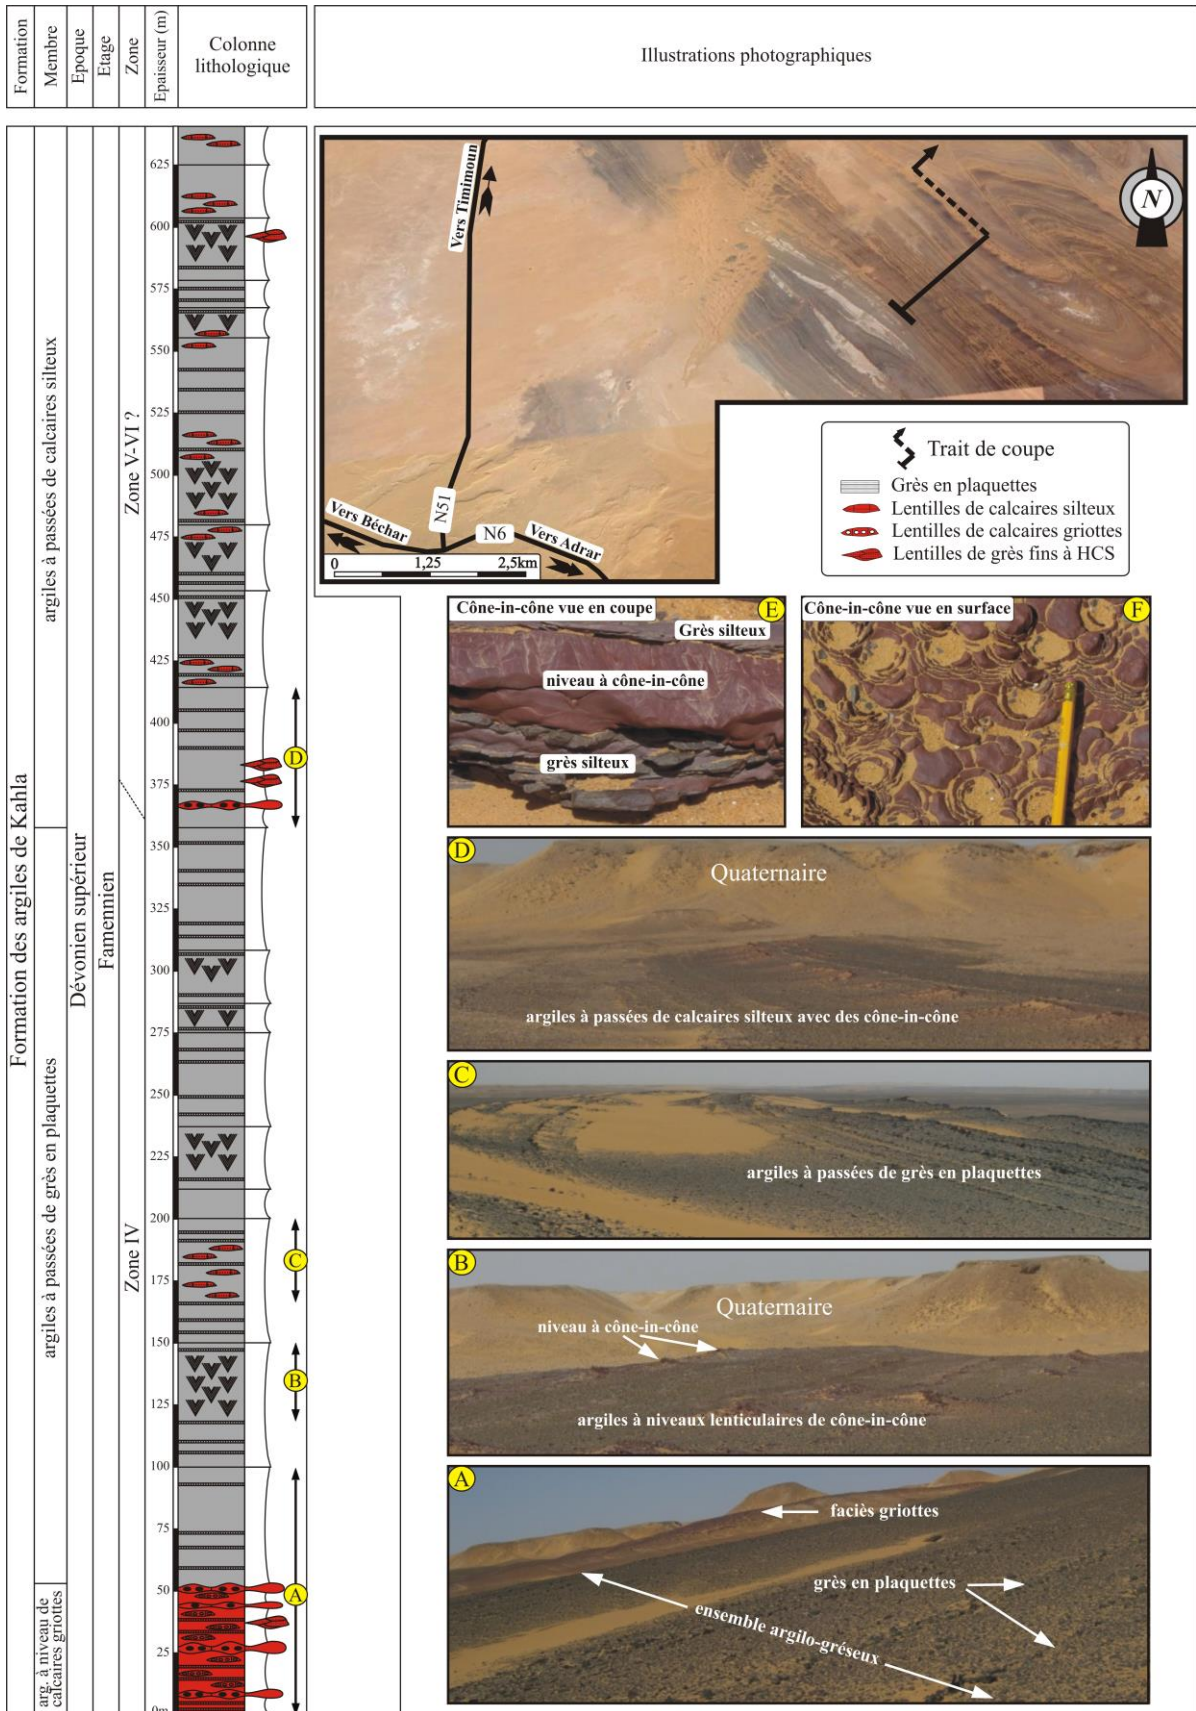 Formation
Membre
Epoque
Etage
Zone
Epaisseur (m)
Colonne
lithologique
Illustrations photographiques
Formation des argiles de Kahla
argiles à passées de calcaires silteux
argiles à passées de grès en plaquettes
arg. à niveau de
calcaires griottes
Dévonien supérieur
Famennien
Zone V-VI ?
Zone IV
625
600
575
550
525
500
475
450
425
400
375
350
325
300
275
250
225
200
175
150
125
100
75
50
25
0m
D
C
B
A
Vers Timimoun
N
N51
Vers Béchar
N6
Vers Adrar
0 1,25 2,5km
Trait de coupe
Grès en plaquettes
Lentilles de calcaires silteux
Lentilles de calcaires griottes
Lentilles de grès fins à HCS
Cône-in-cône vue en coupe
E
Grès silteux
niveau à cône-in-cône
grès silteux
Cône-in-cône vue en surface
F
D
Quaternaire
argiles à passées de calcaires silteux avec des cône-in-cône
C
argiles à passées de grès en plaquettes
B
Quaternaire
niveau à cône-in-cône
argiles à niveaux lenticulaires de cône-in-cône
A
faciès griottes
grès en plaquettes
ensemble argilo-gréseux